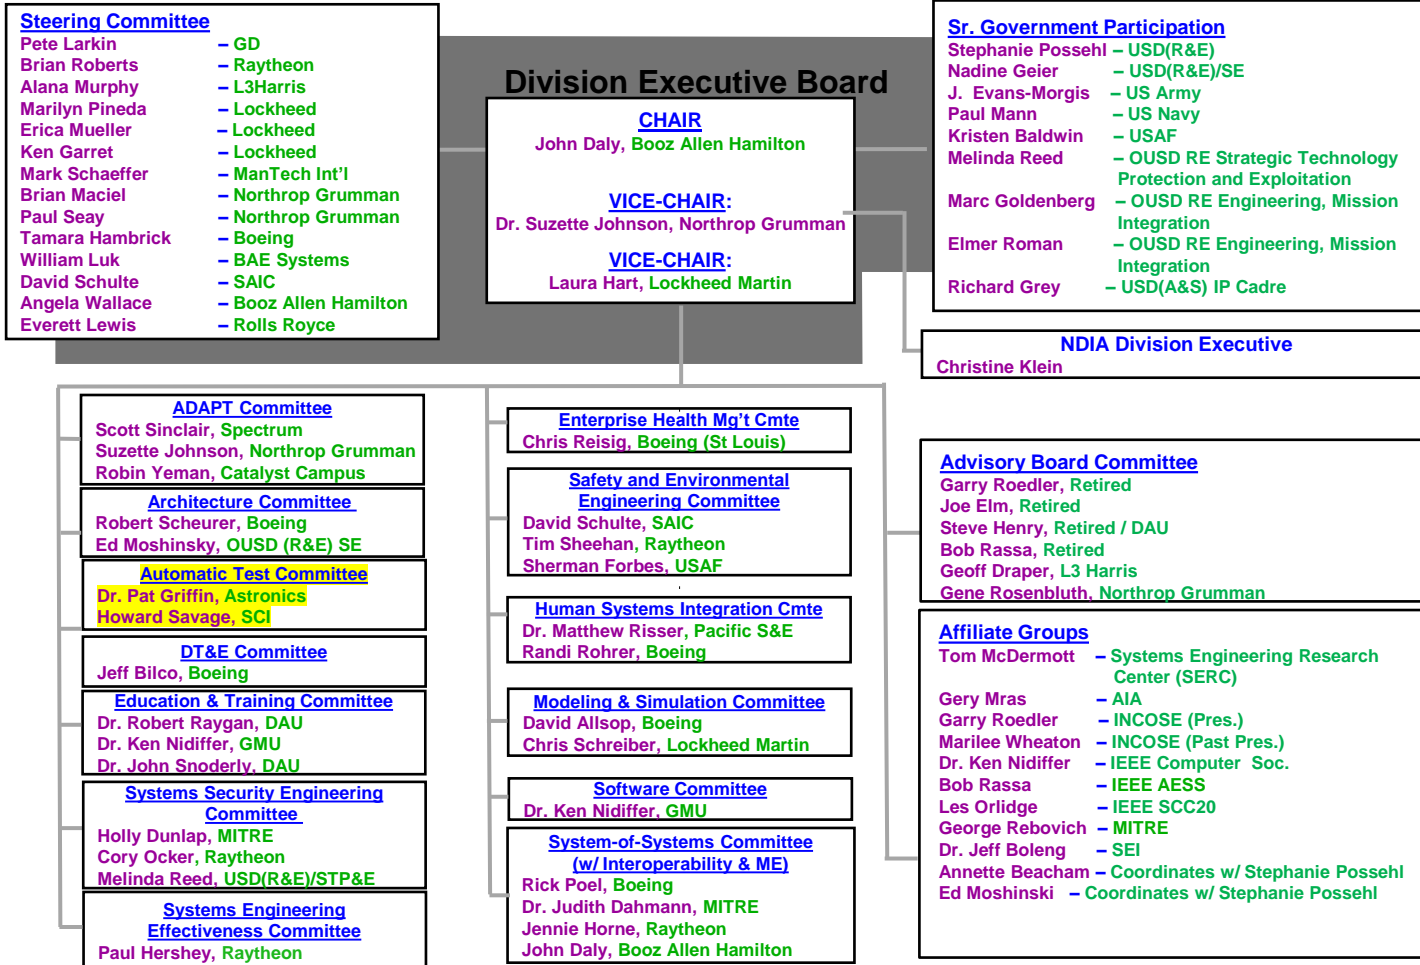 Steering Committee
Pete Larkin – GD
Brian Roberts – Raytheon
Alana Murphy – L3Harris
Marilyn Pineda – Lockheed
Erica Mueller – Lockheed
Ken Garret – Lockheed
Mark Schaeffer – ManTech Int'l
Brian Maciel – Northrop Grumman
Paul Seay – Northrop Grumman
Tamara Hambrick – Boeing
William Luk – BAE Systems
David Schulte – SAIC
Angela Wallace – Booz Allen Hamilton
Everett Lewis – Rolls Royce
Division Executive Board
CHAIR
John Daly, Booz Allen Hamilton
VICE-CHAIR:
Dr. Suzette Johnson, Northrop Grumman
VICE-CHAIR:
Laura Hart, Lockheed Martin
Sr. Government Participation
Stephanie Possehl – USD(R&E)
Nadine Geier – USD(R&E)/SE
J. Evans-Morgis – US Army
Paul Mann – US Navy
Kristen Baldwin – USAF
Melinda Reed – OUSD RE Strategic Technology
Protection and Exploitation
Marc Goldenberg – OUSD RE Engineering, Mission
Integration
Elmer Roman – OUSD RE Engineering, Mission
Integration
Richard Grey – USD(A&S) IP Cadre
NDIA Division Executive
Christine Klein
ADAPT Committee
Scott Sinclair, Spectrum
Suzette Johnson, Northrop Grumman
Robin Yeman, Catalyst Campus
Architecture Committee
Robert Scheurer, Boeing
Ed Moshinsky, OUSD (R&E) SE
Automatic Test Committee
Dr. Pat Griffin, Astronics
Howard Savage, SCI
DT&E Committee
Jeff Bilco, Boeing
Education & Training Committee
Dr. Robert Raygan, DAU
Dr. Ken Nidiffer, GMU
Dr. John Snoderly, DAU
Systems Security Engineering
Committee
Holly Dunlap, MITRE
Cory Ocker, Raytheon
Melinda Reed, USD(R&E)/STP&E
Systems Engineering
Effectiveness Committee
Paul Hershey, Raytheon
Enterprise Health Mg't Cmte
Chris Reisig, Boeing (St Louis)
Safety and Environmental
Engineering Committee
David Schulte, SAIC
Tim Sheehan, Raytheon
Sherman Forbes, USAF
Human Systems Integration Cmte
Dr. Matthew Risser, Pacific S&E
Randi Rohrer, Boeing
Modeling & Simulation Committee
David Allsop, Boeing
Chris Schreiber, Lockheed Martin
Software Committee
Dr. Ken Nidiffer, GMU
System-of-Systems Committee
(w/ Interoperability & ME)
Rick Poel, Boeing
Dr. Judith Dahmann, MITRE
Jennie Horne, Raytheon
John Daly, Booz Allen Hamilton
Advisory Board Committee
Garry Roedler, Retired
Joe Elm, Retired
Steve Henry, Retired / DAU
Bob Rassa, Retired
Geoff Draper, L3 Harris
Gene Rosenbluth, Northrop Grumman
Affiliate Groups
Tom McDermott – Systems Engineering Research
Center (SERC)
Gery Mras – AIA
Garry Roedler – INCOSE (Pres.)
Marilee Wheaton – INCOSE (Past Pres.)
Dr. Ken Nidiffer – IEEE Computer Soc.
Bob Rassa – IEEE AESS
Les Orlidge – IEEE SCC20
George Rebovich – MITRE
Dr. Jeff Boleng – SEI
Annette Beacham – Coordinates w/ Stephanie Possehl
Ed Moshinski – Coordinates w/ Stephanie Possehl